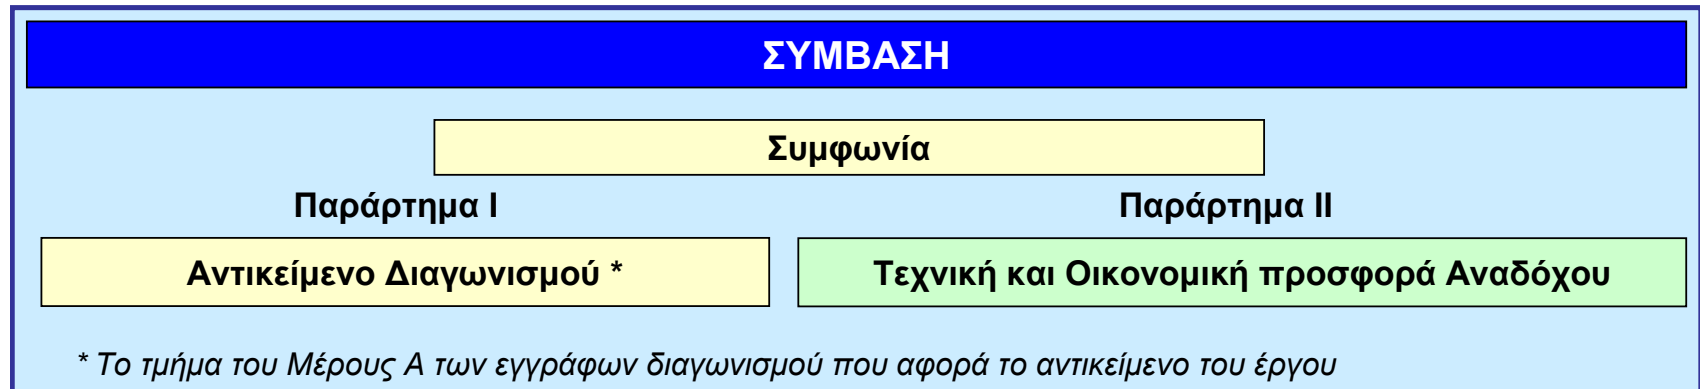 ΣΥΜΒΑΣΗ
Συμφωνία
Παράρτημα Ι
Παράρτημα ΙΙ
Αντικείμενο Διαγωνισμού *
Τεχνική και Οικονομική προσφορά Αναδόχου
* Το τμήμα του Μέρους Α των εγγράφων διαγωνισμού που αφορά το αντικείμενο του έργου